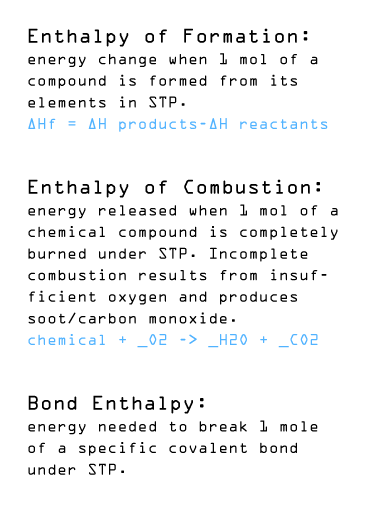 Enthalpy of Formation:
energy change when 1 mol of a
compound is formed from its
elements in STP.
ΔHf = ΔH products-ΔH reactants
Enthalpy of Combustion:
energy released when 1 mol of a
chemical compound is completely
burned under STP. Incomplete
combustion results from insuf-
ficient oxygen and produces
soot/carbon monoxide.
chemical + _O2 -> _H2O + _CO2
Bond Enthalpy:
energy needed to break 1 mole
of a specific covalent bond
under STP.